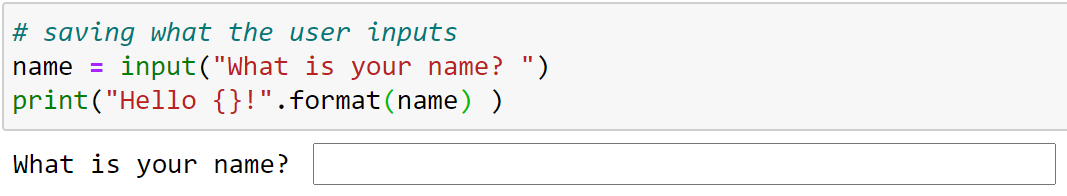 # saving what the user inputs
name = input("What is your name? ")
print("Hello {}!".format(name) )
What is your name?